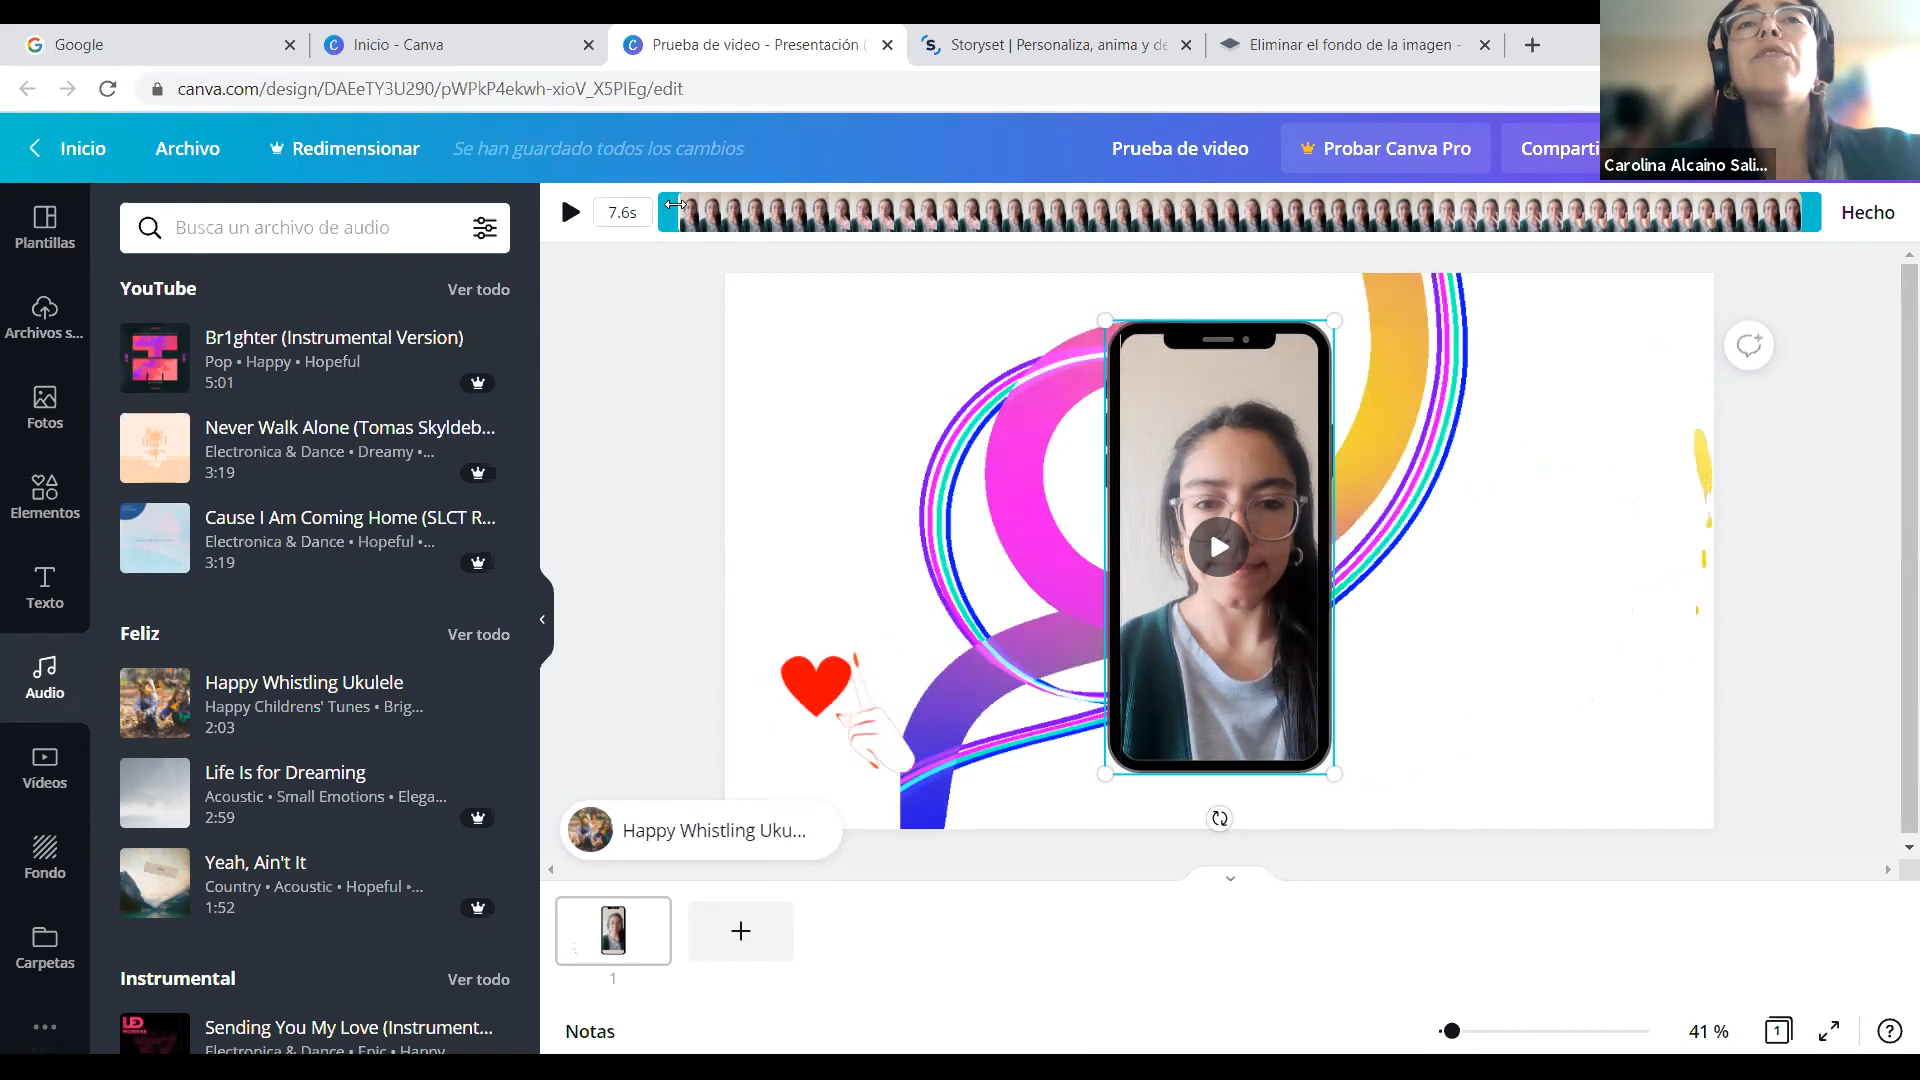 Google
Inicio - Canva
Prueba de video - Presentación (
Storyset | Personaliza, anima y de
Eliminar el fondo de la imagen -
canva.com/design/DAEeTY3U290/pWPkP4ekwh-xioV_X5PIEg/edit
Inicio
Archivo
Redimensionar
Se han guardado todos los cambios
Prueba de video
Probar Canva Pro
Comparti
Carolina Alcaino Sali...
Plantillas
Archivos s...
Fotos
Elementos
Texto
Audio
Vídeos
Fondo
Carpetas
Busca un archivo de audio
YouTube
Ver todo
Br1ghter (Instrumental Version)
Pop • Happy • Hopeful
5:01
Never Walk Alone (Tomas Skyldeb...
Electronica & Dance • Dreamy •...
3:19
Cause I Am Coming Home (SLCT R...
Electronica & Dance • Hopeful •...
3:19
Feliz
Ver todo
Happy Whistling Ukulele
Happy Childrens' Tunes • Brig...
2:03
Life Is for Dreaming
Acoustic • Small Emotions • Elega...
2:59
Yeah, Ain't It
Country • Acoustic • Hopeful •...
1:52
Instrumental
Ver todo
Sending You My Love (Instrument...
Electronica & Dance • Epic • Happy
7.6s
Hecho
Happy Whistling Uku...
1
Notas
41 %
1